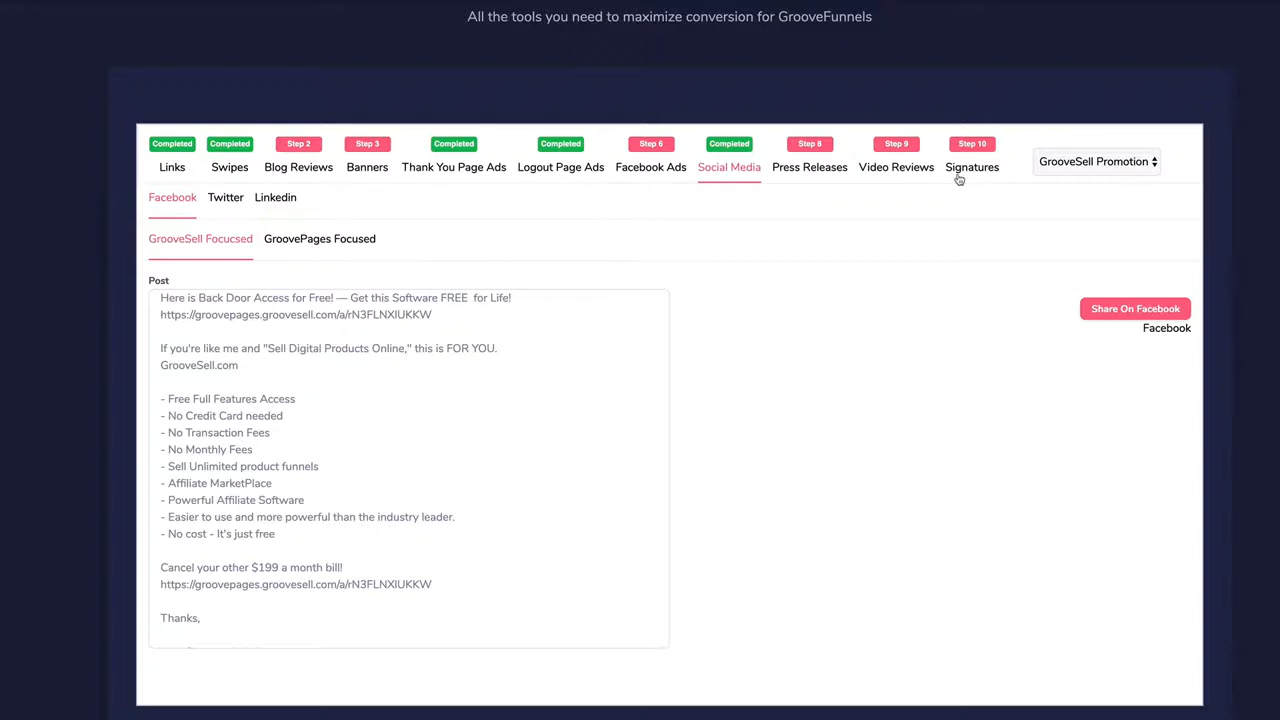 All the tools you need to maximize conversion for GrooveFunnels
Completed Completed Step 2 Step 3 Completed Completed Step 6 Completed Step 8 Step 9 Step 10
Links Swipes Blog Reviews Banners Thank You Page Ads Logout Page Ads Facebook Ads Social Media Press Releases Video Reviews Signatures
GrooveSell Promotion
Facebook Twitter Linkedin
GrooveSell Focucsed GroovePages Focused
Post
Here is Back Door Access for Free! — Get this Software FREE for Life!
https://groovepages.groovesell.com/a/rN3FLNXIUKKW
If you're like me and "Sell Digital Products Online," this is FOR YOU.
GrooveSell.com
- Free Full Features Access
- No Credit Card needed
- No Transaction Fees
- No Monthly Fees
- Sell Unlimited product funnels
- Affiliate MarketPlace
- Powerful Affiliate Software
- Easier to use and more powerful than the industry leader.
- No cost - It's just free
Cancel your other $199 a month bill!
https://groovepages.groovesell.com/a/rN3FLNXIUKKW
Thanks,
Share On Facebook
Facebook